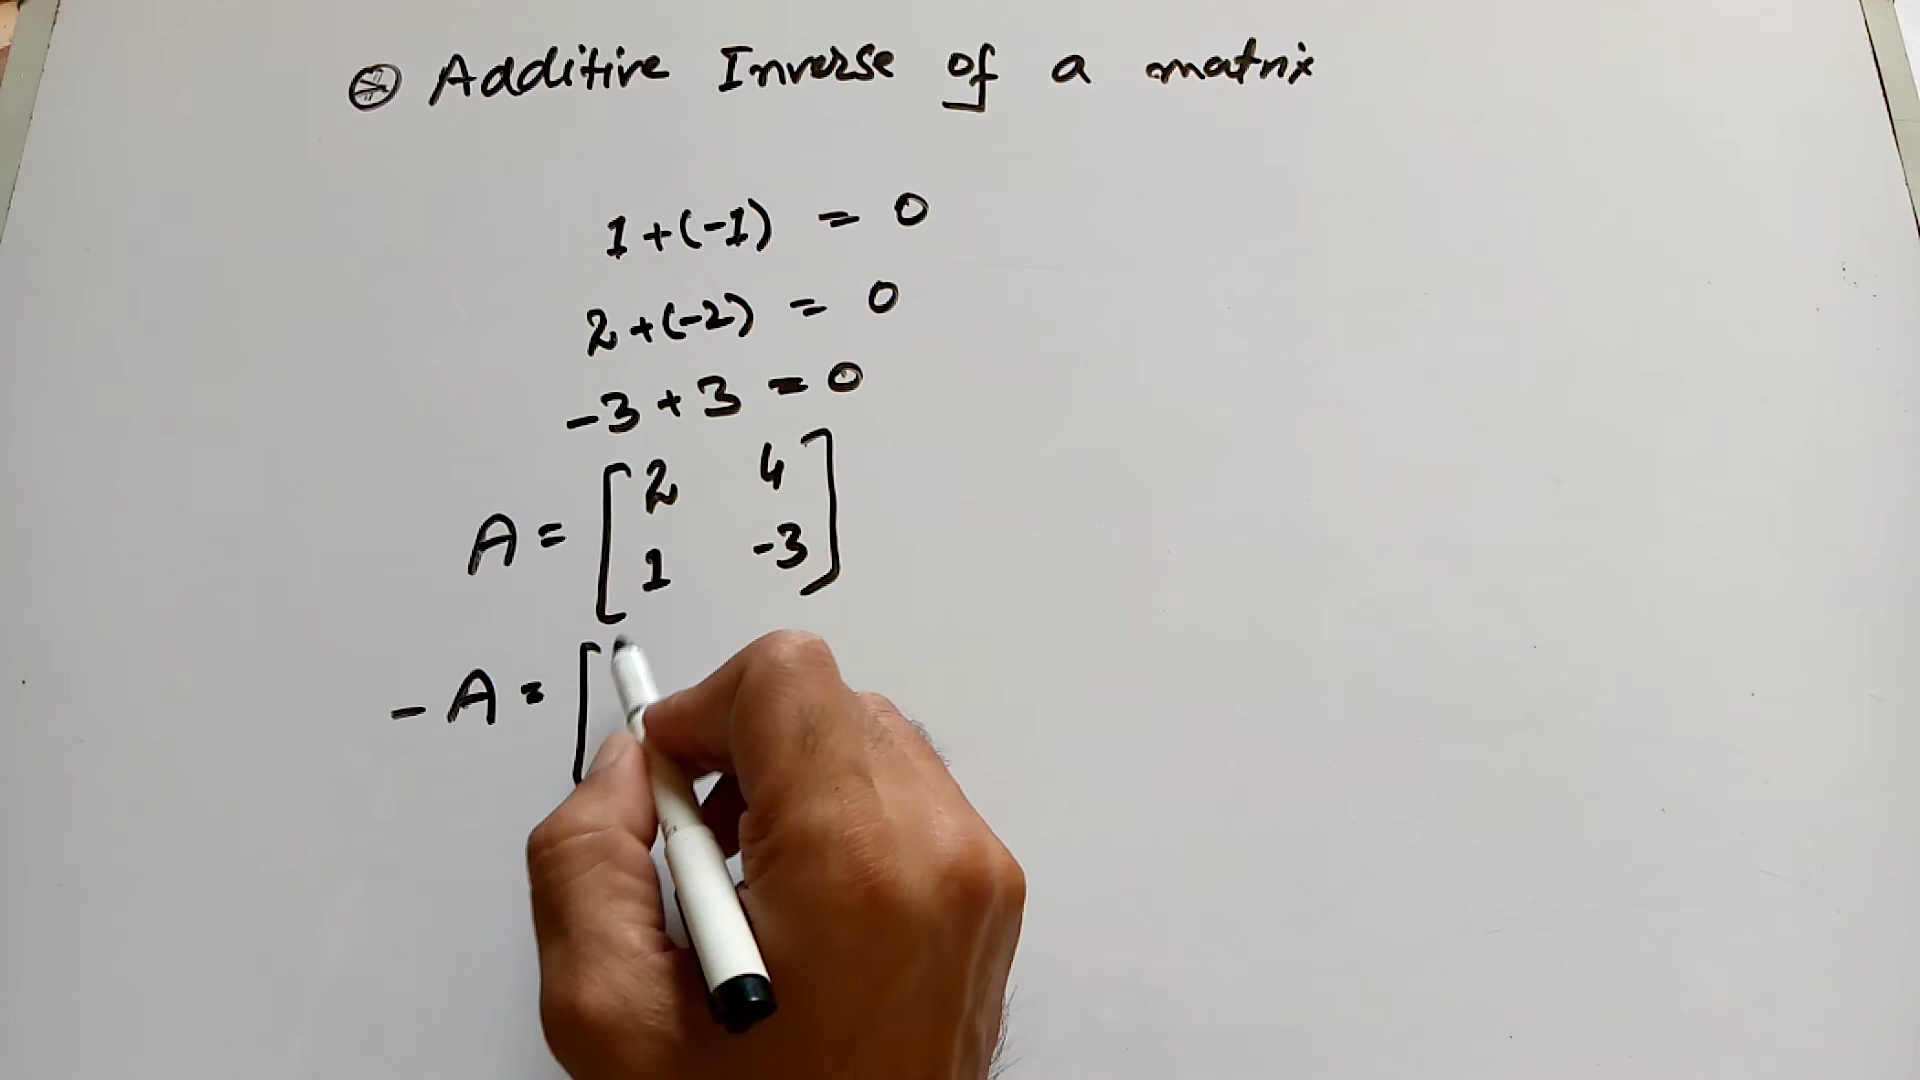 Additive Inverse of a matrix
1+(-1) = 0
2+(-2) = 0
-3+3 = 0
A = [2 4
1 -3]
-A = [